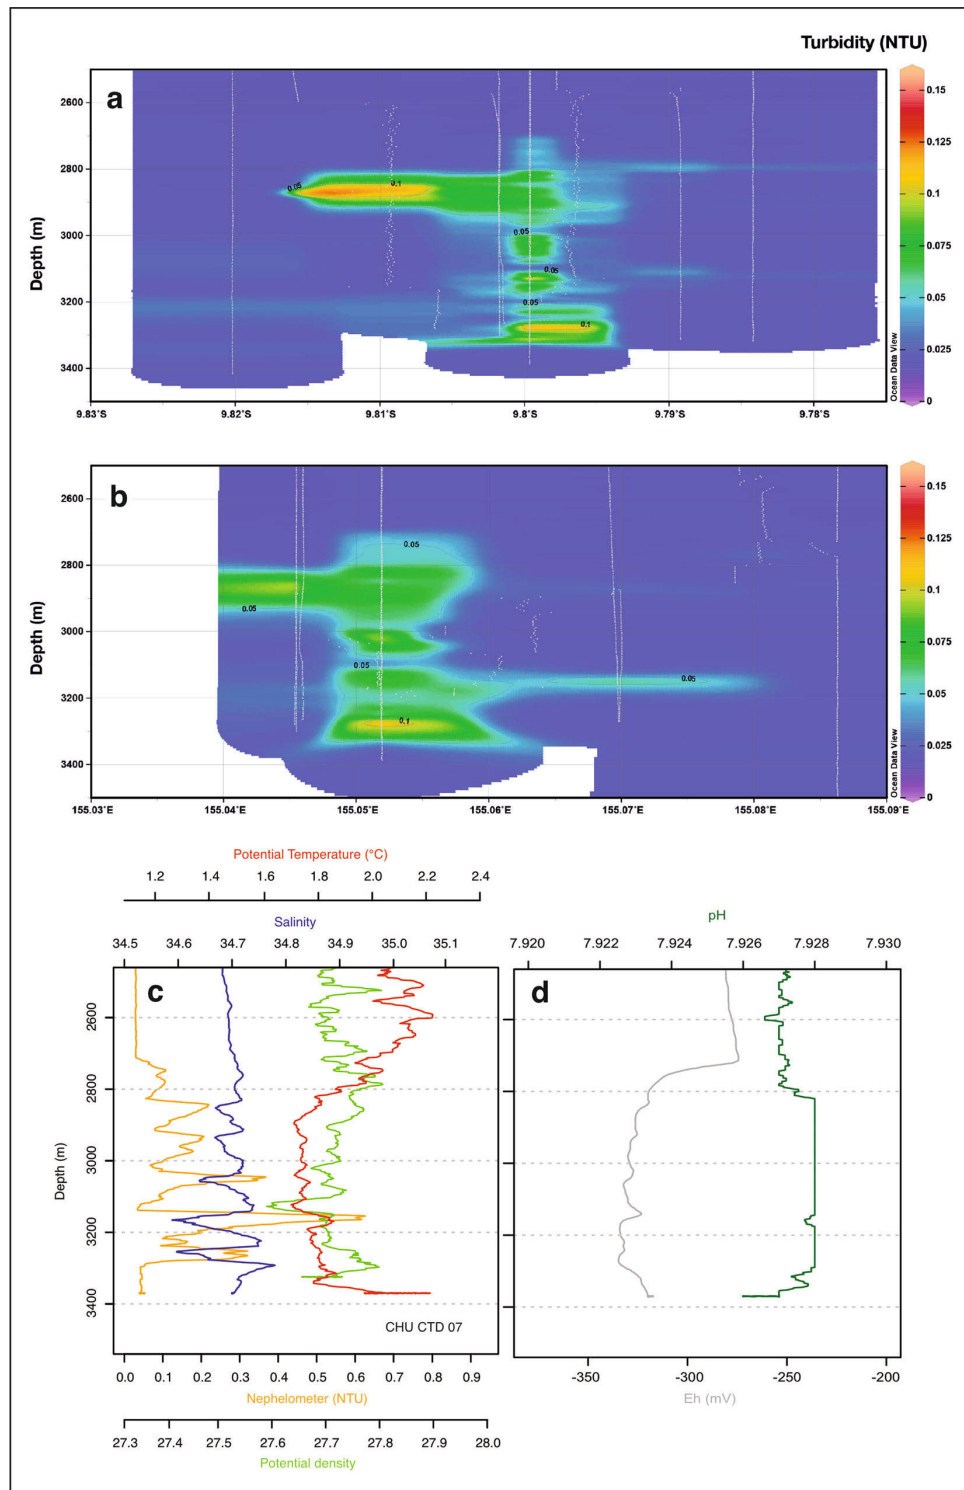 Turbidity (NTU)
a
Depth (m)
2600
2800
3000
3200
3400
0.05
0.1
0.05
0.05
0.05
0.1
9.83°S
9.82°S
9.81°S
9.8°S
9.79°S
9.78°S
Ocean Data View
0.15
0.125
0.1
0.075
0.05
0.025
0
b
Depth (m)
2600
2800
3000
3200
3400
0.05
0.05
0.05
0.05
0.1
155.03°E
155.04°E
155.05°E
155.06°E
155.07°E
155.08°E
155.09°E
Ocean Data View
0.15
0.125
0.1
0.075
0.05
0.025
0
Potential Temperature (°C)
1.2 1.4 1.6 1.8 2.0 2.2 2.4
Salinity
34.5 34.6 34.7 34.8 34.9 35.0 35.1
c
Depth (m)
2600
2800
3000
3200
3400
CHU CTD 07
0.0 0.1 0.2 0.3 0.4 0.5 0.6 0.7 0.8 0.9
Nephelometer (NTU)
27.3 27.4 27.5 27.6 27.7 27.8 27.9 28.0
Potential density
pH
7.920 7.922 7.924 7.926 7.928 7.930
d
-350 -300 -250 -200
Eh (mV)